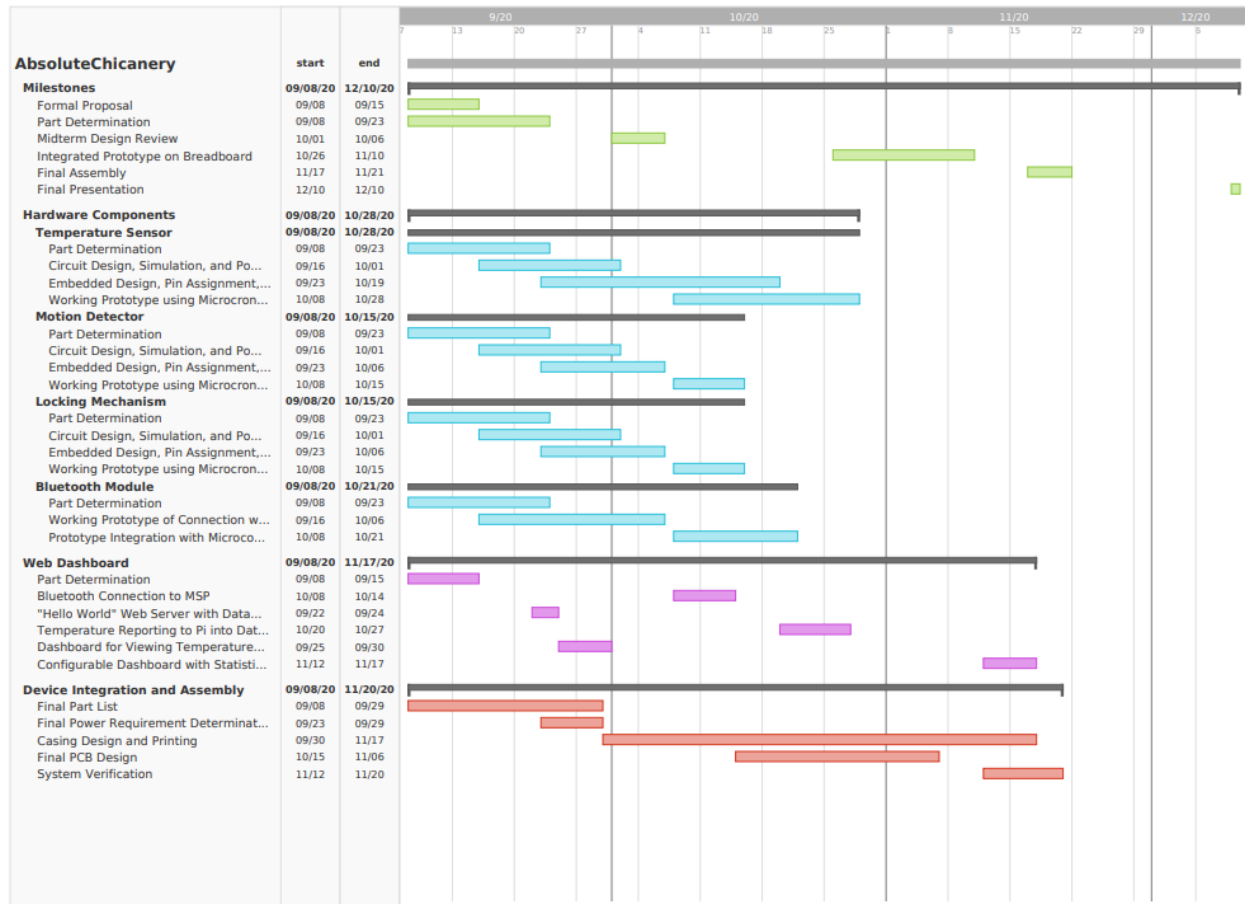 9/20 10/20 11/20 12/20
7 13 20 27 4 11 18 25 1 8 15 22 29 6
AbsoluteChicanery start end
Milestones 09/08/20 12/10/20
Formal Proposal 09/08 09/15
Part Determination 09/08 09/23
Midterm Design Review 10/01 10/06
Integrated Prototype on Breadboard 10/26 11/10
Final Assembly 11/17 11/21
Final Presentation 12/10 12/10
Hardware Components 09/08/20 10/28/20
Temperature Sensor 09/08/20 10/28/20
Part Determination 09/08 09/23
Circuit Design, Simulation, and Po... 09/16 10/01
Embedded Design, Pin Assignment,... 09/23 10/19
Working Prototype using Microcron... 10/08 10/28
Motion Detector 09/08/20 10/15/20
Part Determination 09/08 09/23
Circuit Design, Simulation, and Po... 09/16 10/01
Embedded Design, Pin Assignment,... 09/23 10/06
Working Prototype using Microcron... 10/08 10/15
Locking Mechanism 09/08/20 10/15/20
Part Determination 09/08 09/23
Circuit Design, Simulation, and Po... 09/16 10/01
Embedded Design, Pin Assignment,... 09/23 10/06
Working Prototype using Microcron... 10/08 10/15
Bluetooth Module 09/08/20 10/21/20
Part Determination 09/08 09/23
Working Prototype of Connection w... 09/16 10/06
Prototype Integration with Microco... 10/08 10/21
Web Dashboard 09/08/20 11/17/20
Part Determination 09/08 09/15
Bluetooth Connection to MSP 10/08 10/14
"Hello World" Web Server with Data... 09/22 09/24
Temperature Reporting to Pi into Dat... 10/20 10/27
Dashboard for Viewing Temperature... 09/25 09/30
Configurable Dashboard with Statisti... 11/12 11/17
Device Integration and Assembly 09/08/20 11/20/20
Final Part List 09/08 09/29
Final Power Requirement Determinat... 09/23 09/29
Casing Design and Printing 09/30 11/17
Final PCB Design 10/15 11/06
System Verification 11/12 11/20